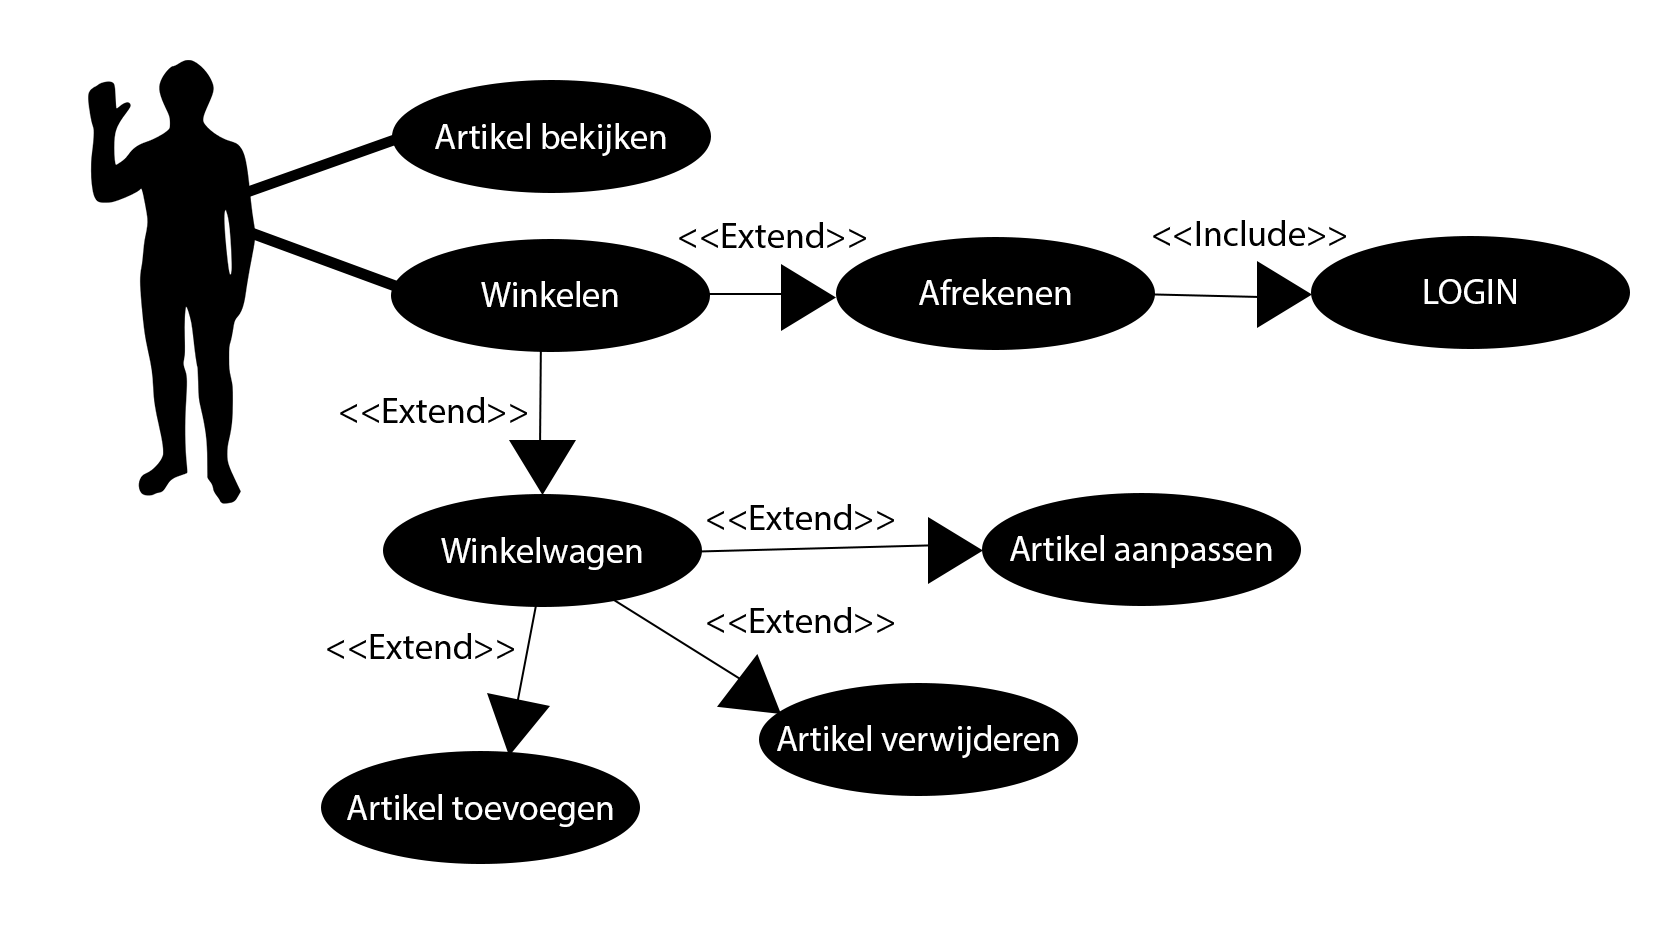 Artikel bekijken
<<Extend>>
<<Include>>
Winkelen
Afrekenen
LOGIN
<<Extend>>
<<Extend>>
Winkelwagen
Artikel aanpassen
<<Extend>>
<<Extend>>
Artikel verwijderen
Artikel toevoegen